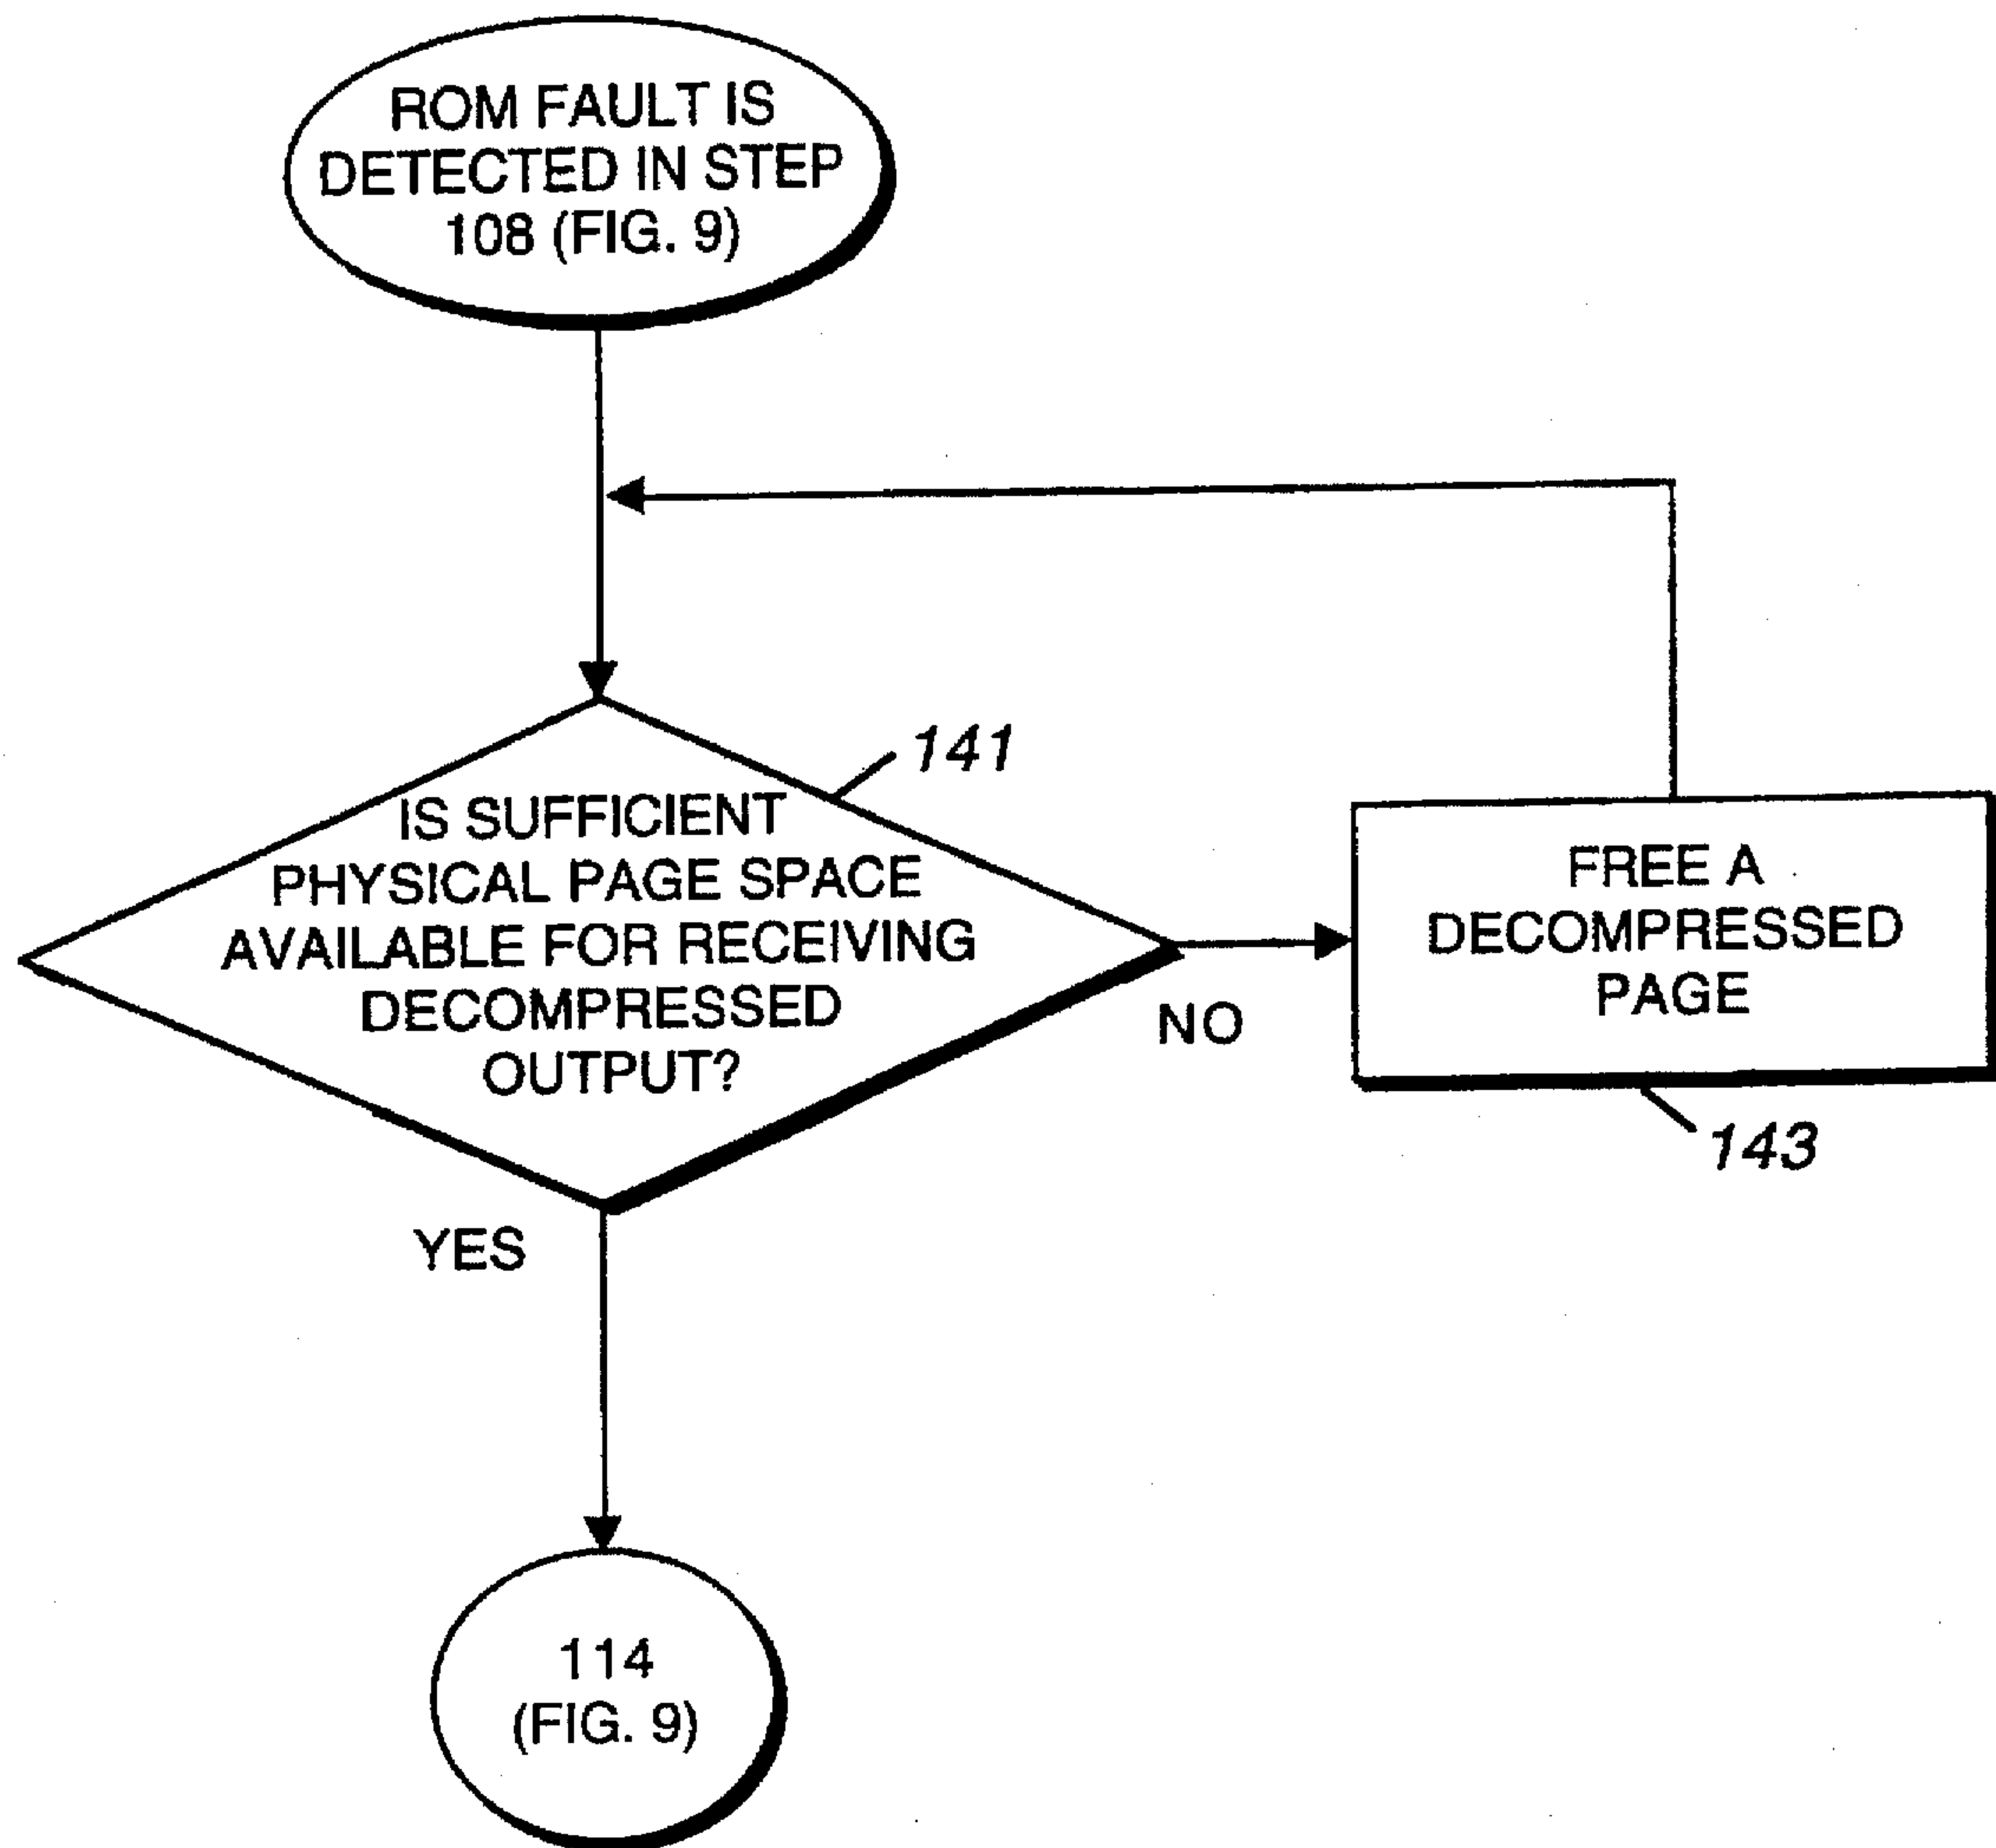 ROM FAULT IS
DETECTED IN STEP
108 (FIG. 9)
141
IS SUFFICIENT
PHYSICAL PAGE SPACE
AVAILABLE FOR RECEIVING
DECOMPRESSED
OUTPUT?
NO
FREE A
DECOMPRESSED
PAGE
143
YES
114
(FIG. 9)